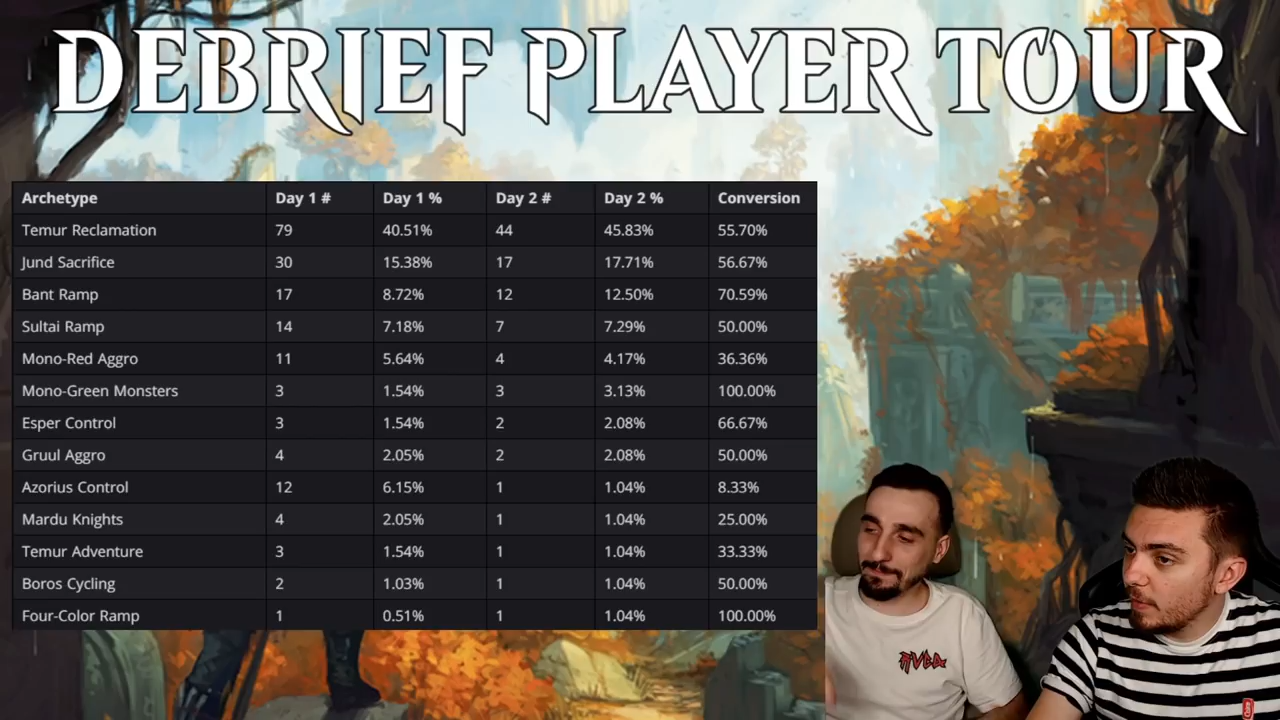 DEBRIEF PLAYER TOUR
Archetype Day 1 # Day 1 % Day 2 # Day 2 % Conversion
Temur Reclamation 79 40.51% 44 45.83% 55.70%
Jund Sacrifice 30 15.38% 17 17.71% 56.67%
Bant Ramp 17 8.72% 12 12.50% 70.59%
Sultai Ramp 14 7.18% 7 7.29% 50.00%
Mono-Red Aggro 11 5.64% 4 4.17% 36.36%
Mono-Green Monsters 3 1.54% 3 3.13% 100.00%
Esper Control 3 1.54% 2 2.08% 66.67%
Gruul Aggro 4 2.05% 2 2.08% 50.00%
Azorius Control 12 6.15% 1 1.04% 8.33%
Mardu Knights 4 2.05% 1 1.04% 25.00%
Temur Adventure 3 1.54% 1 1.04% 33.33%
Boros Cycling 2 1.03% 1 1.04% 50.00%
Four-Color Ramp 1 0.51% 1 1.04% 100.00%